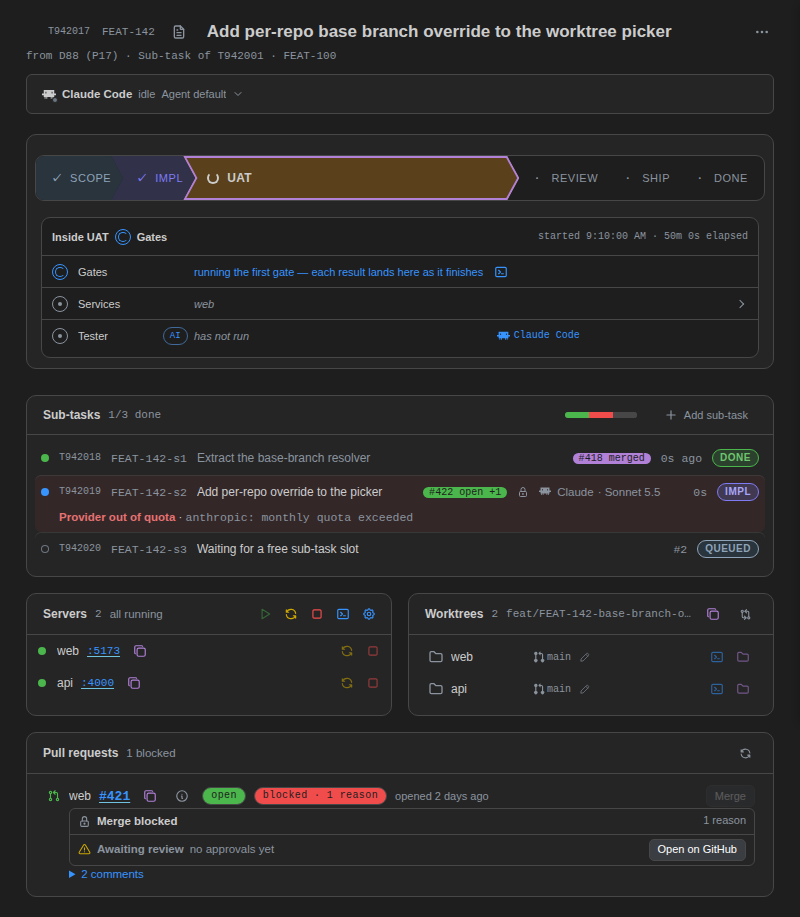 T942017 FEAT-142 Add per-repo base branch override to the worktree picker
from D88 (P17) · Sub-task of T942001 · FEAT-100
Claude Code idle Agent default
SCOPE IMPL UAT · REVIEW · SHIP · DONE
Inside UAT Gates started 9:10:00 AM · 50m 0s elapsed
Gates running the first gate — each result lands here as it finishes
Services web
Tester AI has not run Claude Code
Sub-tasks 1/3 done Add sub-task
T942018 FEAT-142-s1 Extract the base-branch resolver #418 merged 0s ago DONE
T942019 FEAT-142-s2 Add per-repo override to the picker #422 open +1 Claude · Sonnet 5.5 0s IMPL
Provider out of quota · anthropic: monthly quota exceeded
T942020 FEAT-142-s3 Waiting for a free sub-task slot #2 QUEUED
Servers 2 all running
web :5173
api :4000
Worktrees 2 feat/FEAT-142-base-branch-o…
web main
api main
Pull requests 1 blocked
web #421 open blocked · 1 reason opened 2 days ago Merge
Merge blocked 1 reason
Awaiting review no approvals yet Open on GitHub
2 comments